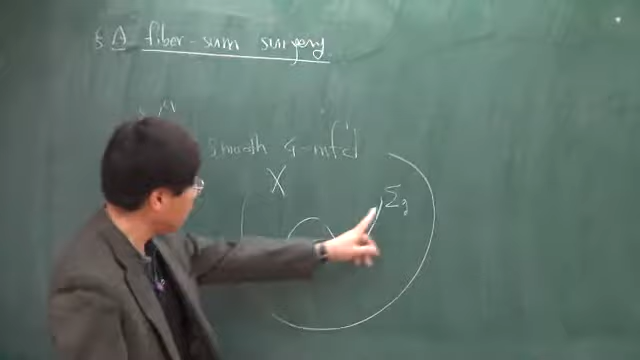 § A fiber-sum surgery
smooth 4-mfd
X
Σg